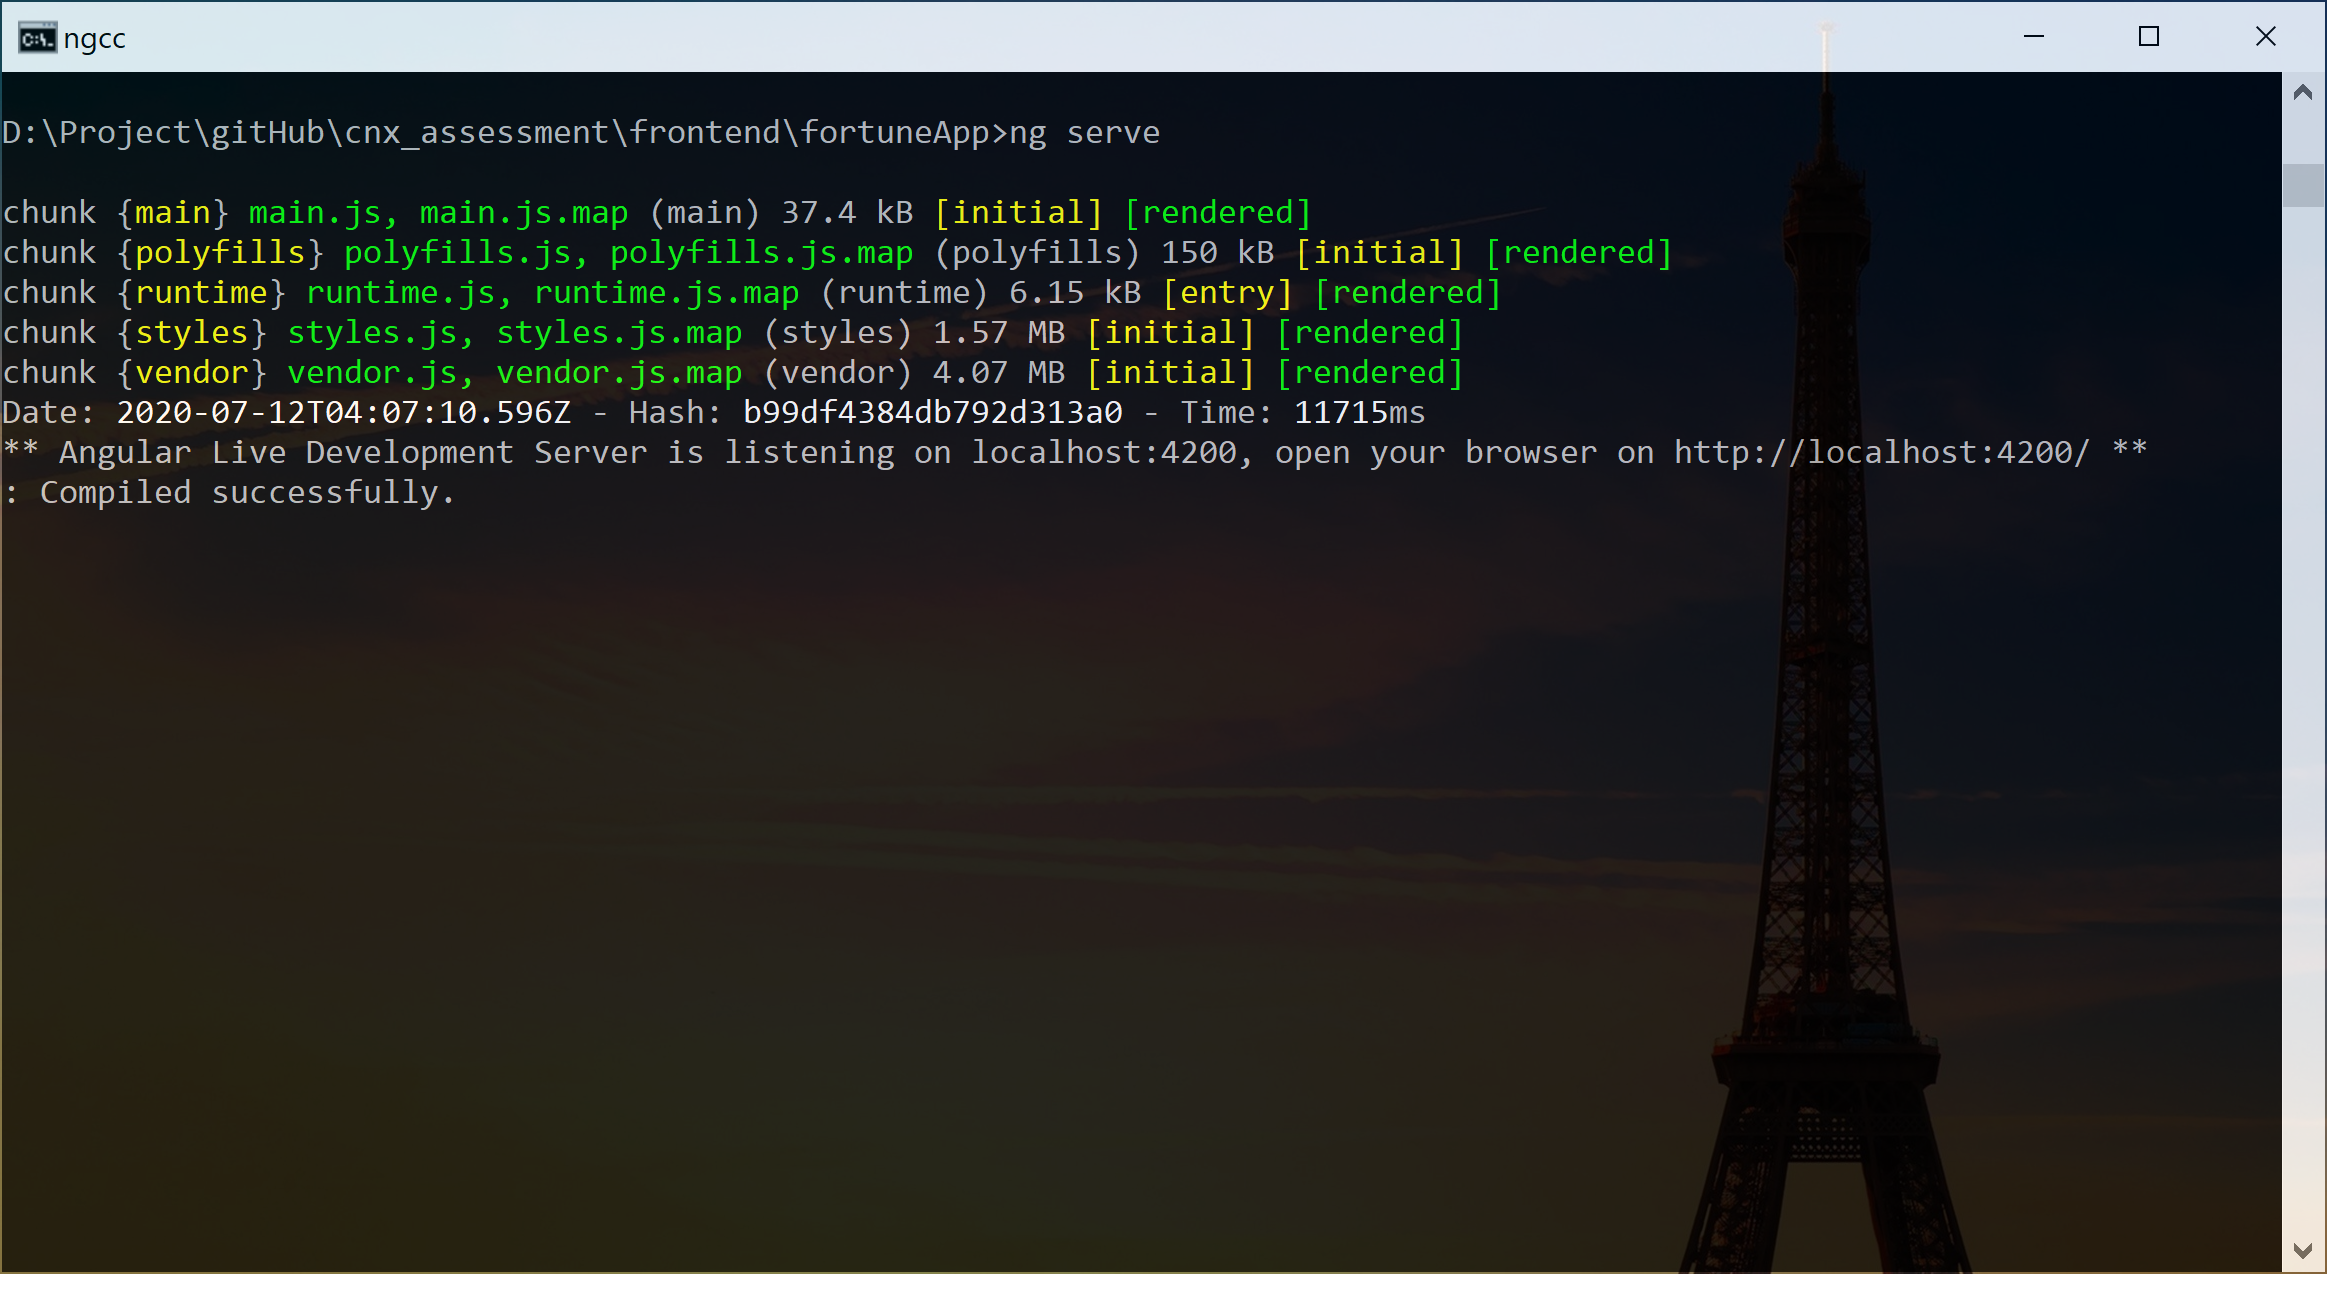 ngcc
D:\Project\gitHub\cnx_assessment\frontend\fortuneApp>ng serve
chunk {main} main.js, main.js.map (main) 37.4 kB [initial] [rendered]
chunk {polyfills} polyfills.js, polyfills.js.map (polyfills) 150 kB [initial] [rendered]
chunk {runtime} runtime.js, runtime.js.map (runtime) 6.15 kB [entry] [rendered]
chunk {styles} styles.js, styles.js.map (styles) 1.57 MB [initial] [rendered]
chunk {vendor} vendor.js, vendor.js.map (vendor) 4.07 MB [initial] [rendered]
Date: 2020-07-12T04:07:10.596Z - Hash: b99df4384db792d313a0 - Time: 11715ms
** Angular Live Development Server is listening on localhost:4200, open your browser on http://localhost:4200/ **
: Compiled successfully.